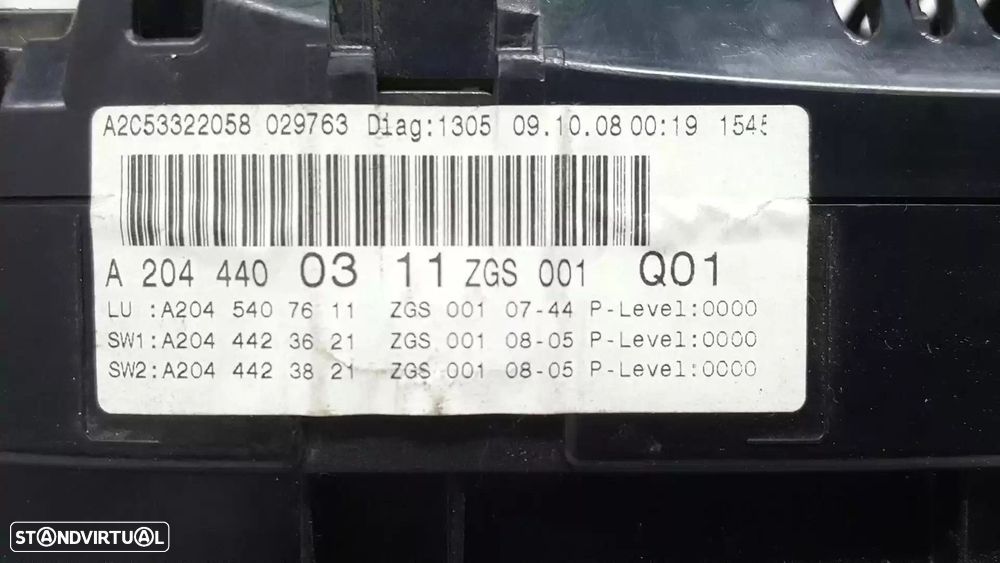 A2C53322058 029763 Diag:1305 09.10.08 00:19 1545
A 204 440 03 11 ZGS 001 Q01
LU :A204 540 76 11 ZGS 001 07-44 P-Level:0000
SW1:A204 442 36 21 ZGS 001 08-05 P-Level:0000
SW2:A204 442 38 21 ZGS 001 08-05 P-Level:0000
STANDVIRTUAL